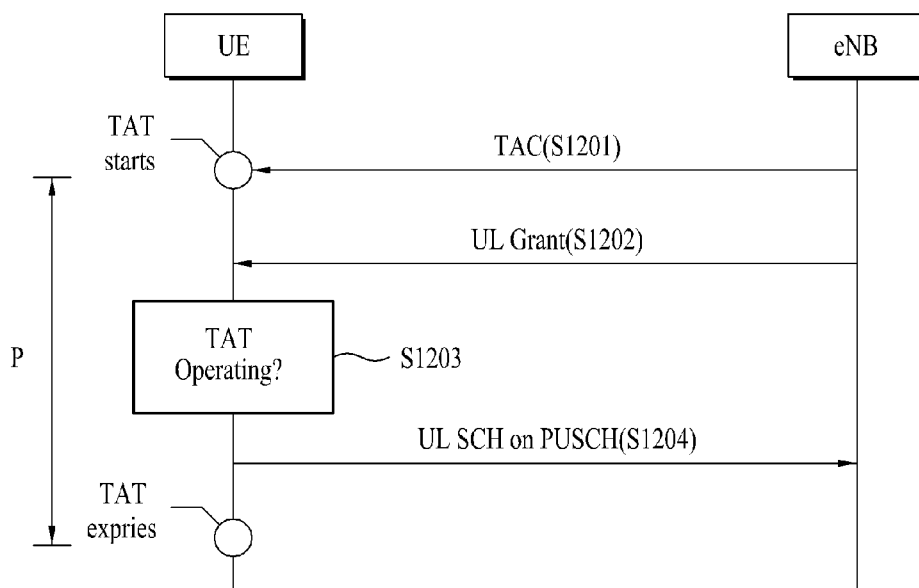 UE
eNB
TAT
starts
TAC(S1201)
UL Grant(S1202)
TAT
Operating?
S1203
P
UL SCH on PUSCH(S1204)
TAT
expries